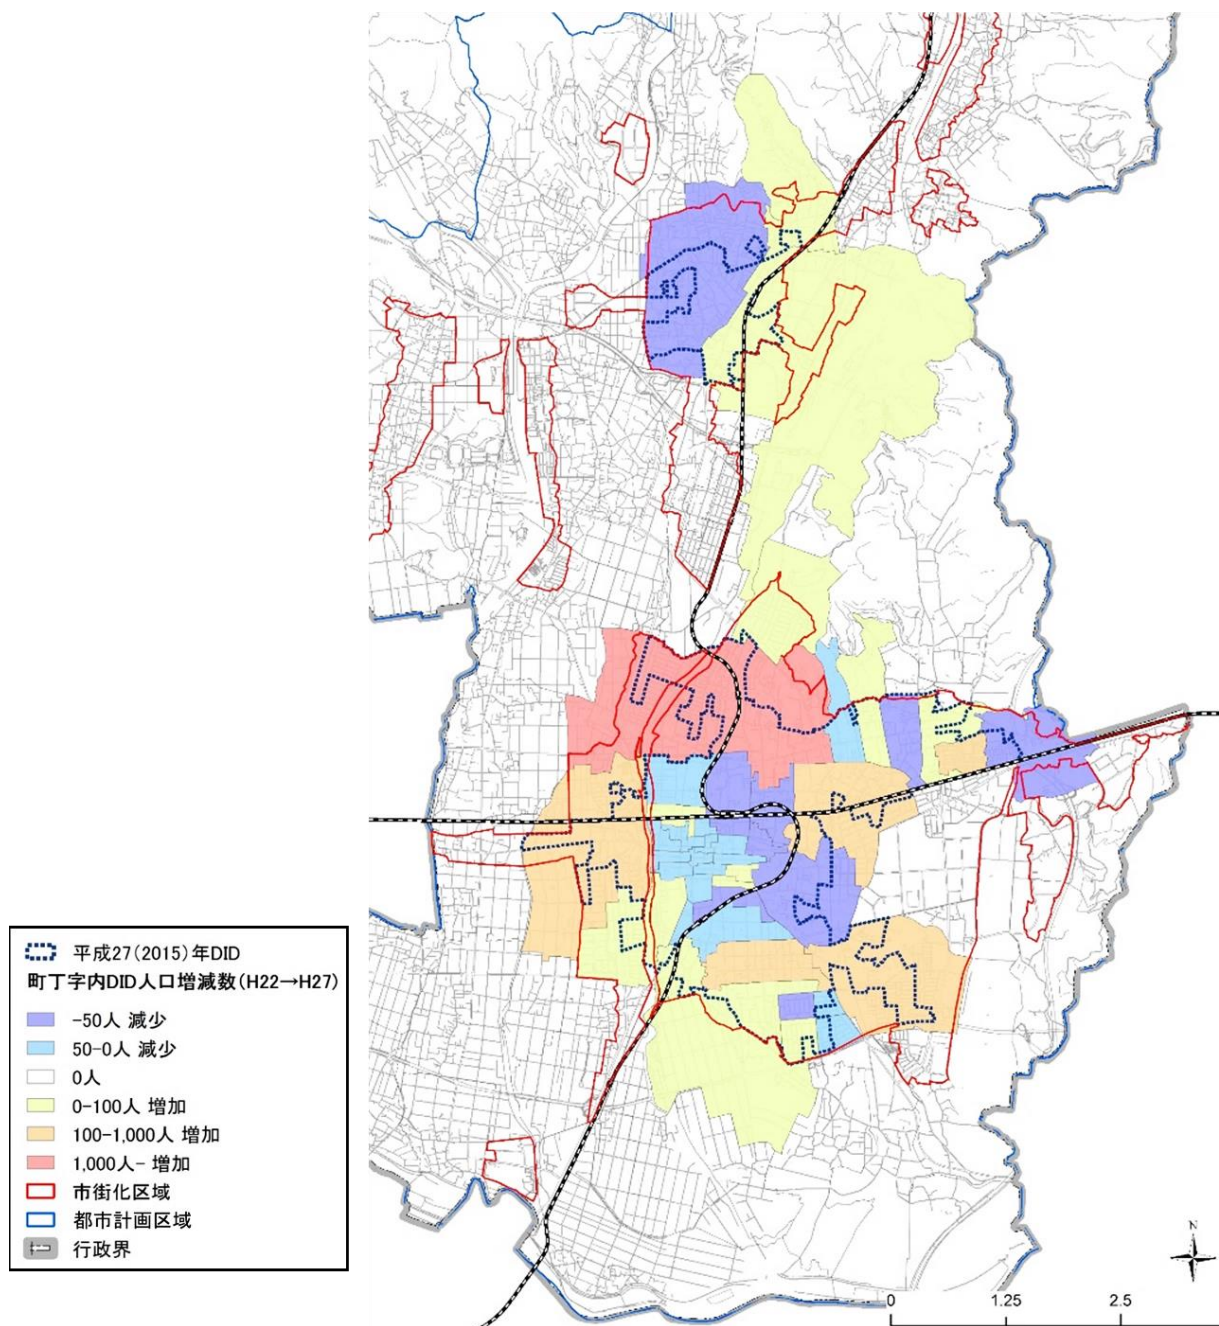 平成27(2015)年DID
町丁字内DID人口増減数(H22→H27)
-50人 減少
50-0人 減少
0人
0-100人 増加
100-1,000人 増加
1,000人- 増加
市街化区域
都市計画区域
行政界
N
0 1.25 2.5